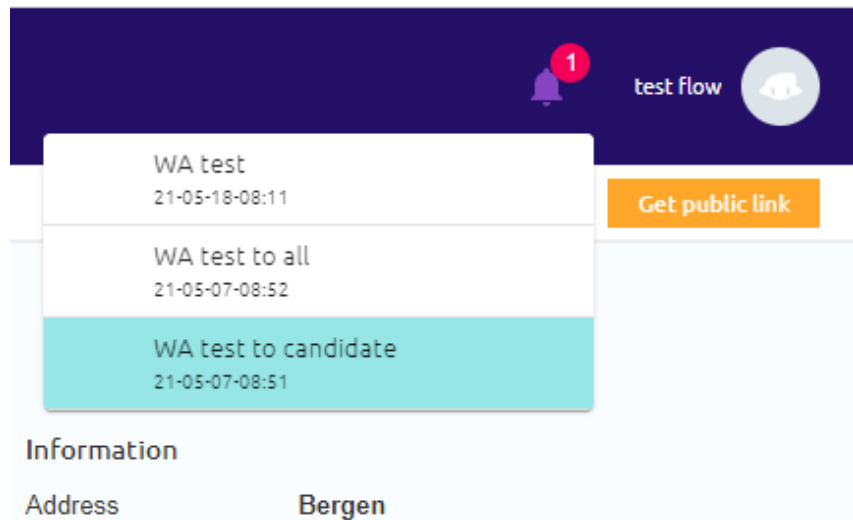 1
test flow
WA test
21-05-18-08:11
Get public link
WA test to all
21-05-07-08:52
WA test to candidate
21-05-07-08:51
Information
Address Bergen